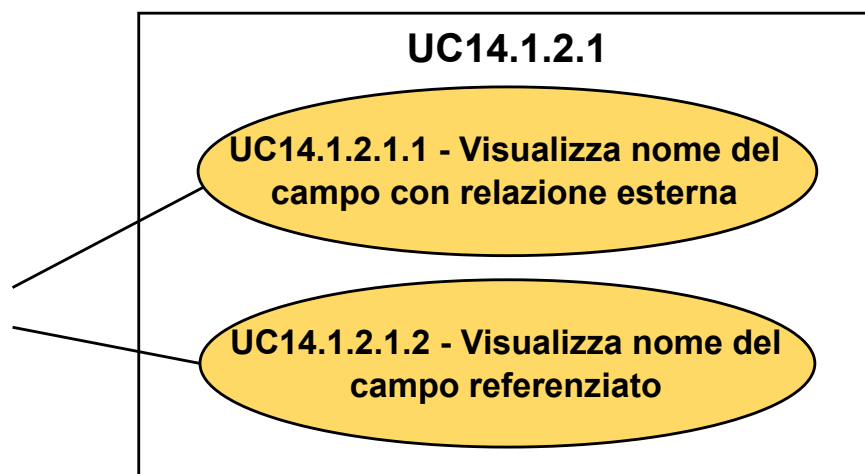 UC14.1.2.1
UC14.1.2.1.1 - Visualizza nome del
campo con relazione esterna
UC14.1.2.1.2 - Visualizza nome del
campo referenziato